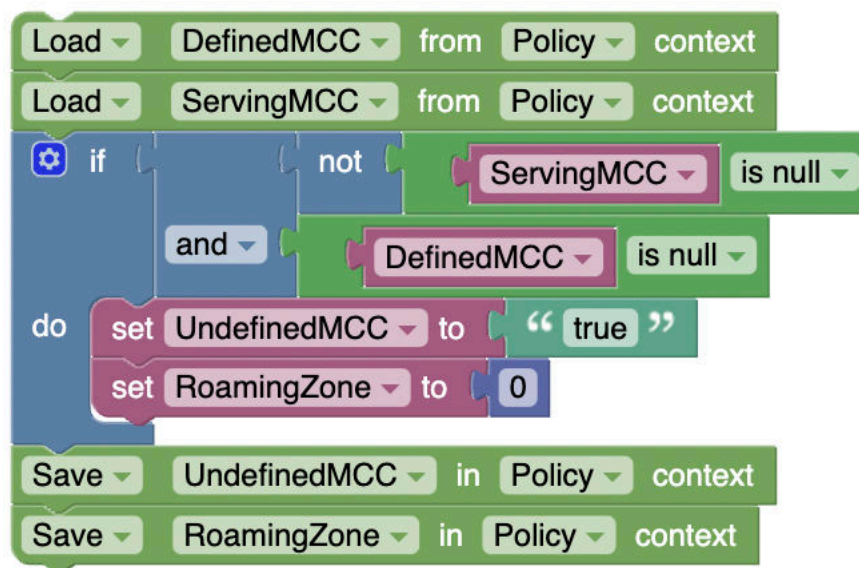 Load DefinedMCC from Policy context
Load ServingMCC from Policy context
if not ServingMCC is null
and DefinedMCC is null
do set UndefinedMCC to “ true ”
set RoamingZone to 0
Save UndefinedMCC in Policy context
Save RoamingZone in Policy context